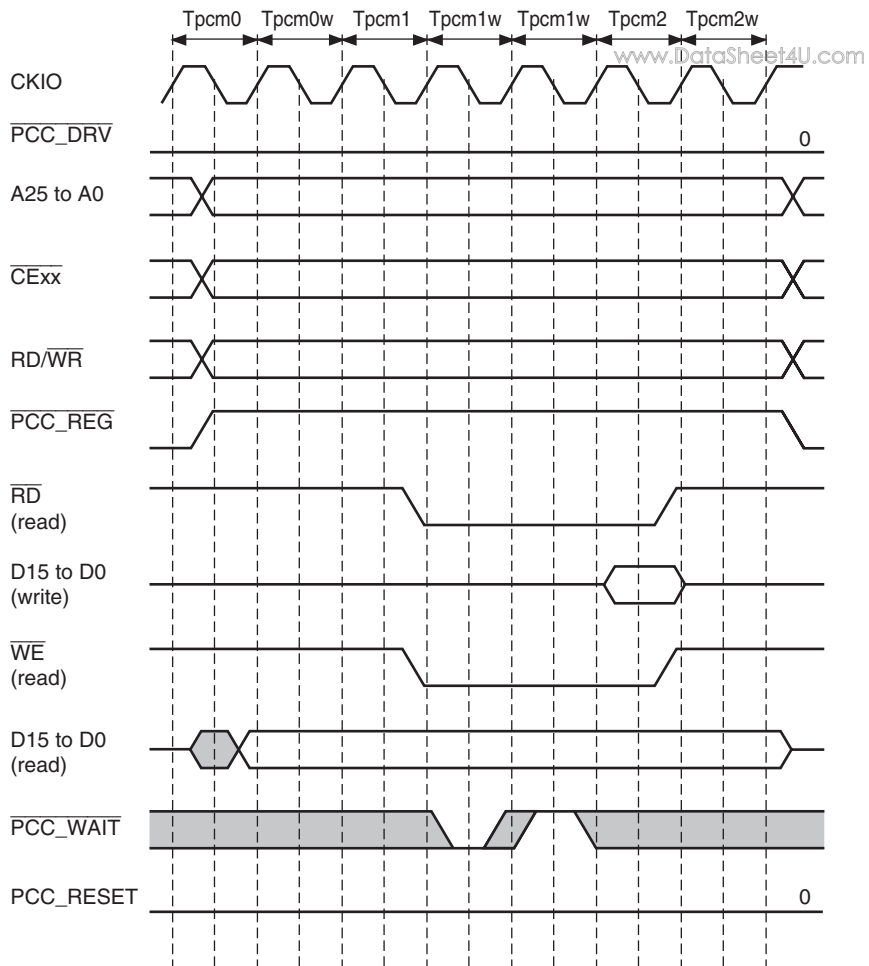 Tpcm0 Tpcm0w Tpcm1 Tpcm1w Tpcm1w Tpcm2 Tpcm2w
www.DataSheet4U.com
CKIO
PCC_DRV 0
A25 to A0
CExx
RD/WR
PCC_REG
RD
(read)
D15 to D0
(write)
WE
(read)
D15 to D0
(read)
PCC_WAIT
PCC_RESET 0